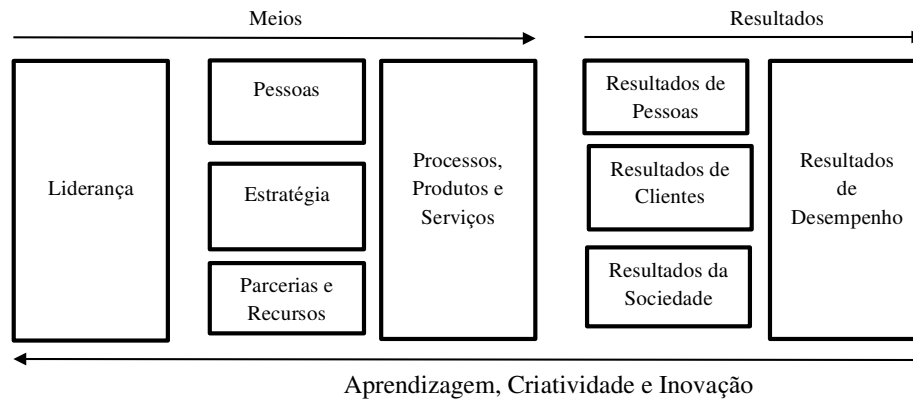 Meios
Resultados
Liderança
Pessoas
Estratégia
Parcerias e
Recursos
Processos,
Produtos e
Serviços
Resultados de
Pessoas
Resultados de
Clientes
Resultados da
Sociedade
Resultados
de
Desempenho
Aprendizagem, Criatividade e Inovação